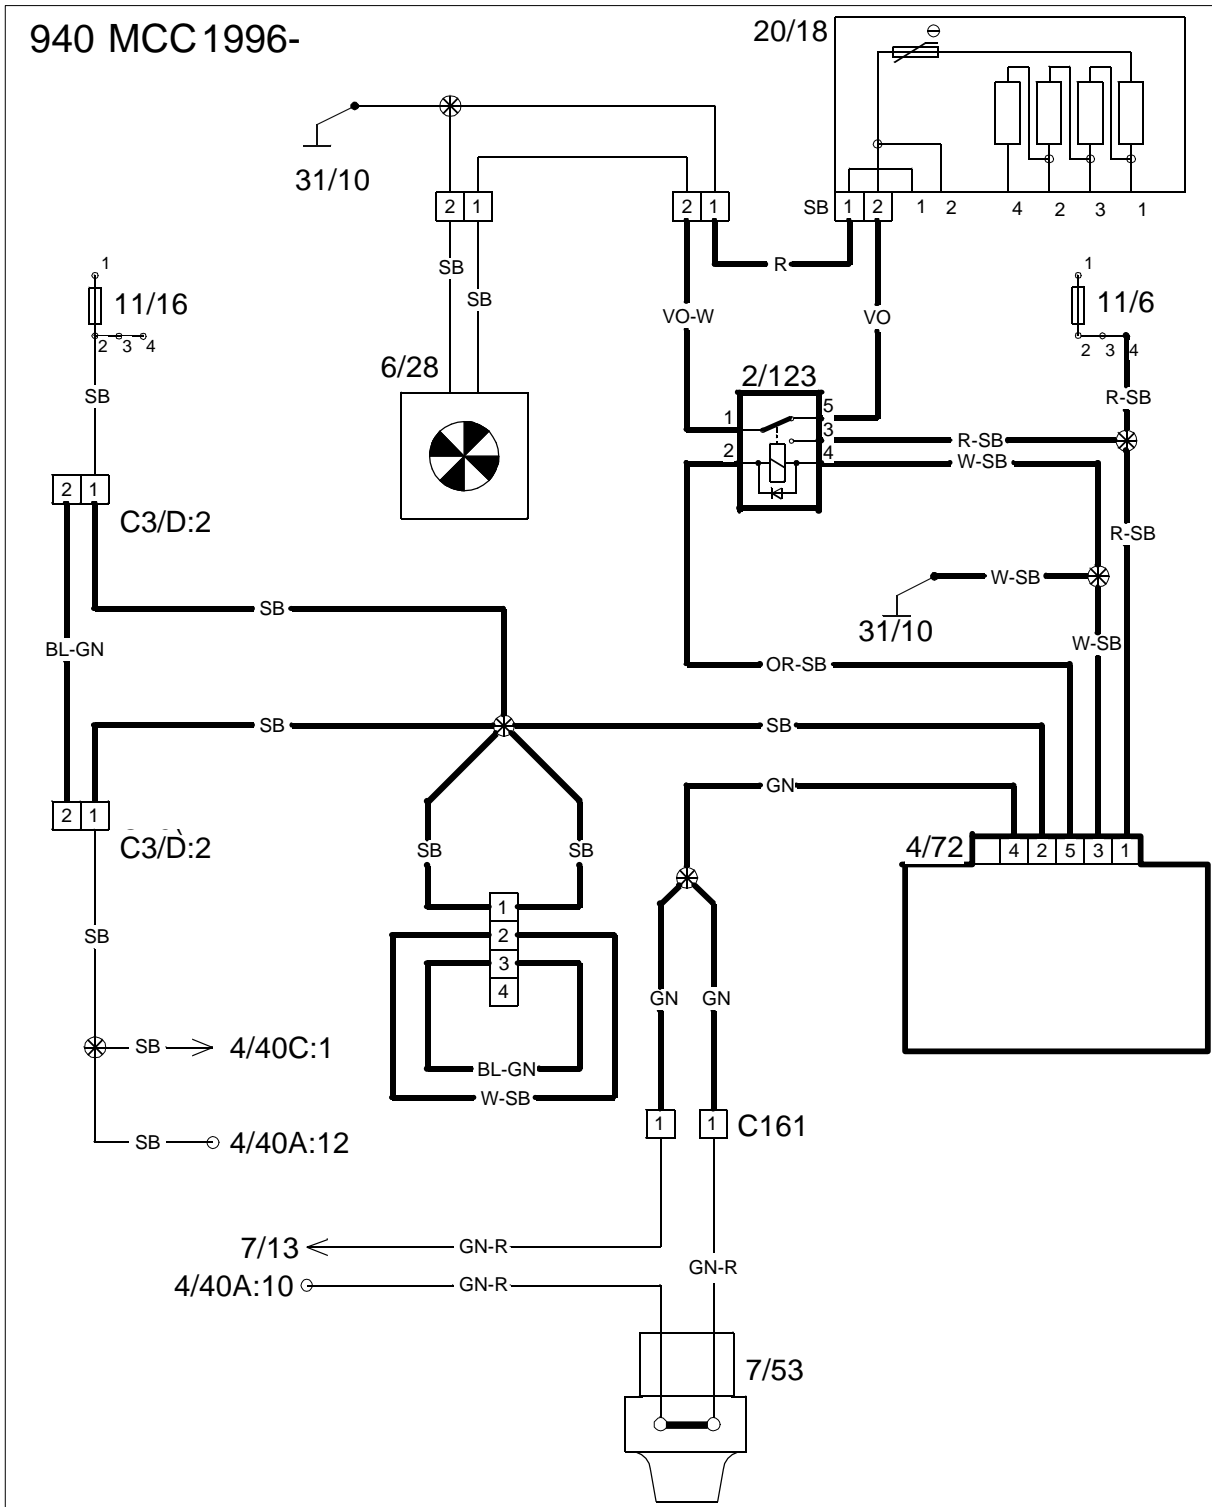 940 MCC 1996-
20/18
31/10
2 1
2 1
SB 1 2 1 2 4 2 3 1
SB
SB
R
VO-W
VO
1
11/16
2 3 4
SB
1
11/6
2 3 4
R-SB
6/28
2/123
1 5
3
2 4
R-SB
W-SB
2 1
C3/D:2
R-SB
W-SB
31/10
SB
BL-GN
W-SB
OR-SB
SB
SB
GN
2 1
C3/D:2
4/72
4 2 5 3 1
SB
SB
1
2
3
4
SB
GN
GN
SB
4/40C:1
BL-GN
W-SB
1
1
C161
SB
4/40A:12
7/13
GN-R
GN-R
4/40A:10
GN-R
7/53